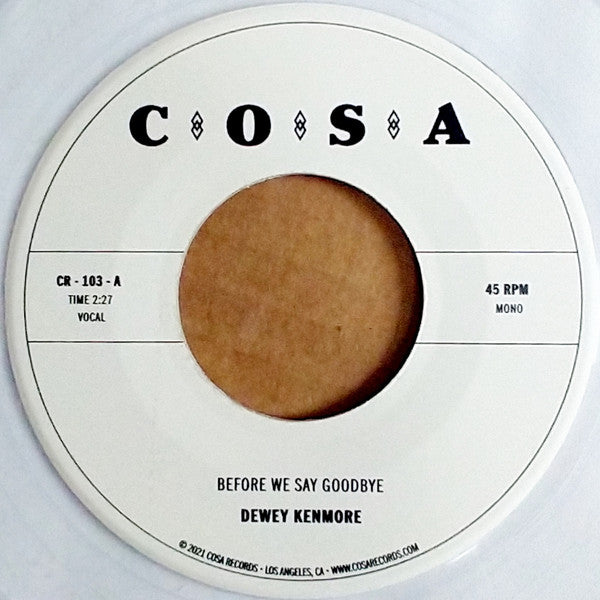 COSA
CR - 103 - A
TIME 2:27
VOCAL
45 RPM
MONO
BEFORE WE SAY GOODBYE
DEWEY KENMORE
© 2021 COSA RECORDS • LOS ANGELES, CA • WWW.COSARECORDS.COM